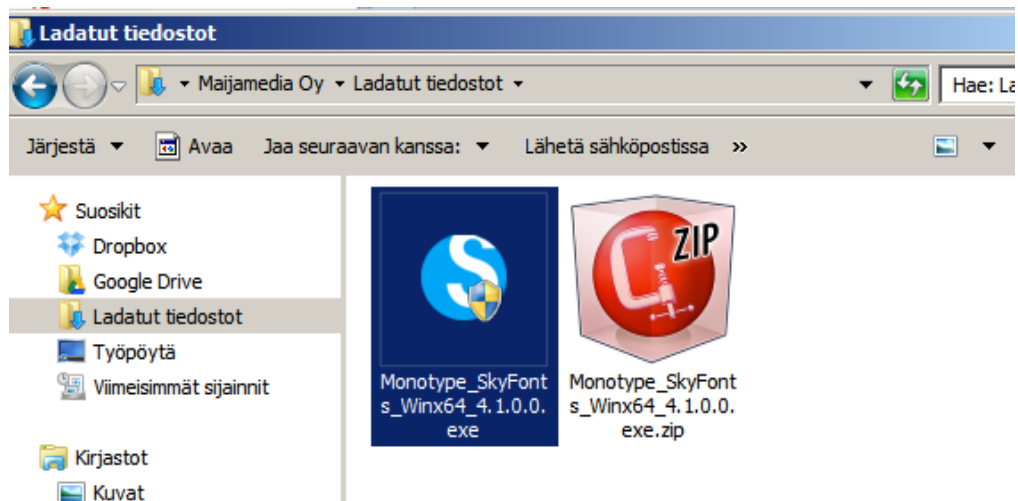 Ladatut tiedostot
Maijamedia Oy Ladatut tiedostot
Hae: La
Järjestä Avaa Jaa seuraavan kanssa: Lähetä sähköpostissa »
Suosikit
Dropbox
Google Drive
Ladatut tiedostot
Työpöytä
Viimeisimmät sijainnit
Kirjastot
Kuvat
S
Monotype_SkyFont
s_Winx64_4.1.0.0.
exe
ZIP
Monotype_SkyFont
s_Winx64_4.1.0.0.
exe.zip